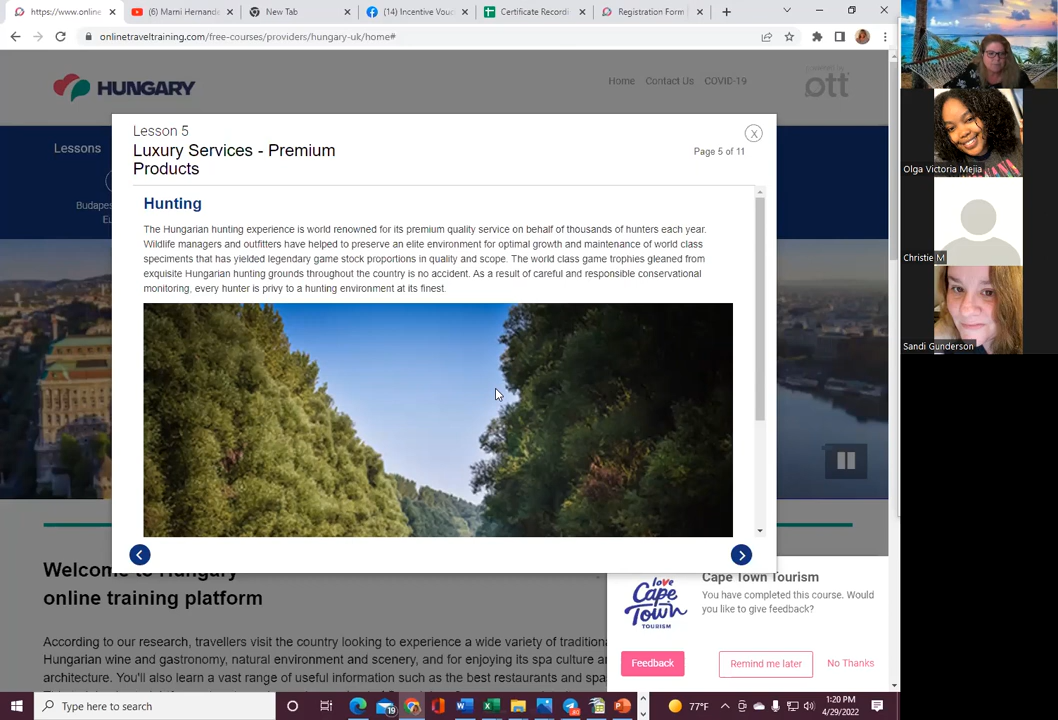 https://www.online
(6) Marni Hernande
New Tab
(14) Incentive Vouc
Certificate Recordi
Registration Form
onlinetraveltraining.com/free-courses/providers/hungary-uk/home#
HUNGARY
Home
Contact Us
COVID-19
powered by
ott
Lessons
Budapes
Eu
Lesson 5
Luxury Services - Premium
Products
X
Page 5 of 11
Hunting
The Hungarian hunting experience is world renowned for its premium quality service on behalf of thousands of hunters each year.
Wildlife managers and outfitters have helped to preserve an elite environment for optimal growth and maintenance of world class
speciments that has yielded legendary game stock proportions in quality and scope. The world class game trophies gleaned from
exquisite Hungarian hunting grounds throughout the country is no accident. As a result of careful and responsible conservational
monitoring, every hunter is privy to a hunting environment at its finest.
Welcome to Hungary
online training platform
According to our research, travellers visit the country looking to experience a wide variety of traditiona
Hungarian wine and gastronomy, natural environment and scenery, and for enjoying its spa culture ar
architecture. You'll also learn a vast range of useful information such as the best restaurants and spa
love
Cape
Town
TOURISM
Cape Town Tourism
You have completed this course. Would
you like to give feedback?
Feedback
Remind me later
No Thanks
Olga Victoria Mejia
Christie M
Sandi Gunderson
Type here to search
19
77°F
1:20 PM
4/29/2022